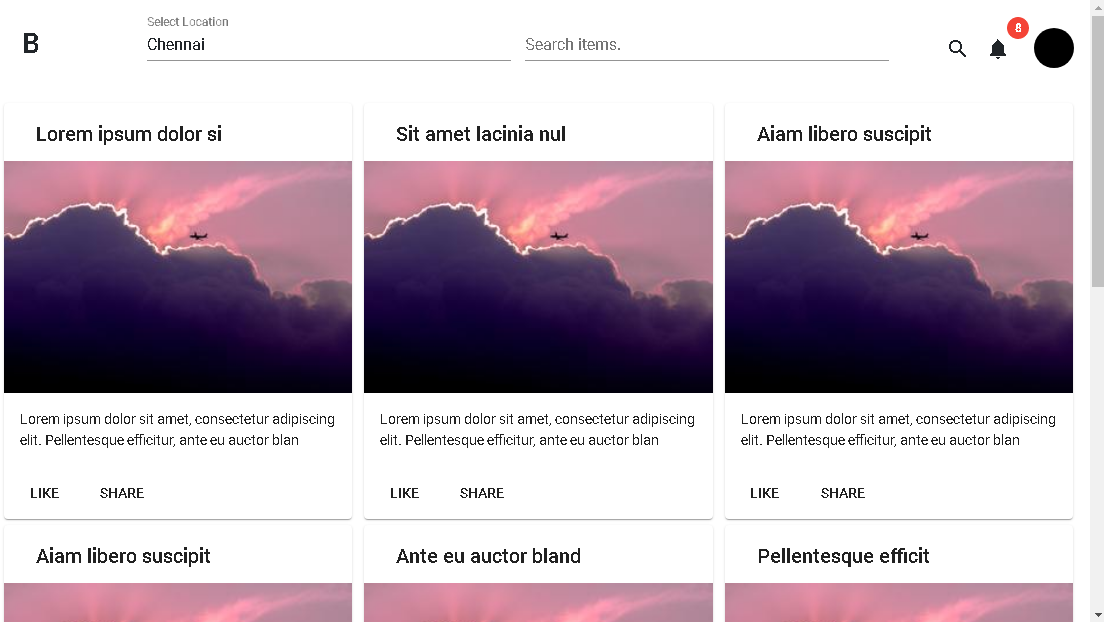 B
Select Location
Chennai
Search items.
8
Lorem ipsum dolor si
Sit amet lacinia nul
Aiam libero suscipit
Lorem ipsum dolor sit amet, consectetur adipiscing
elit. Pellentesque efficitur, ante eu auctor blan
Lorem ipsum dolor sit amet, consectetur adipiscing
elit. Pellentesque efficitur, ante eu auctor blan
Lorem ipsum dolor sit amet, consectetur adipiscing
elit. Pellentesque efficitur, ante eu auctor blan
LIKE SHARE
LIKE SHARE
LIKE SHARE
Aiam libero suscipit
Ante eu auctor bland
Pellentesque efficit